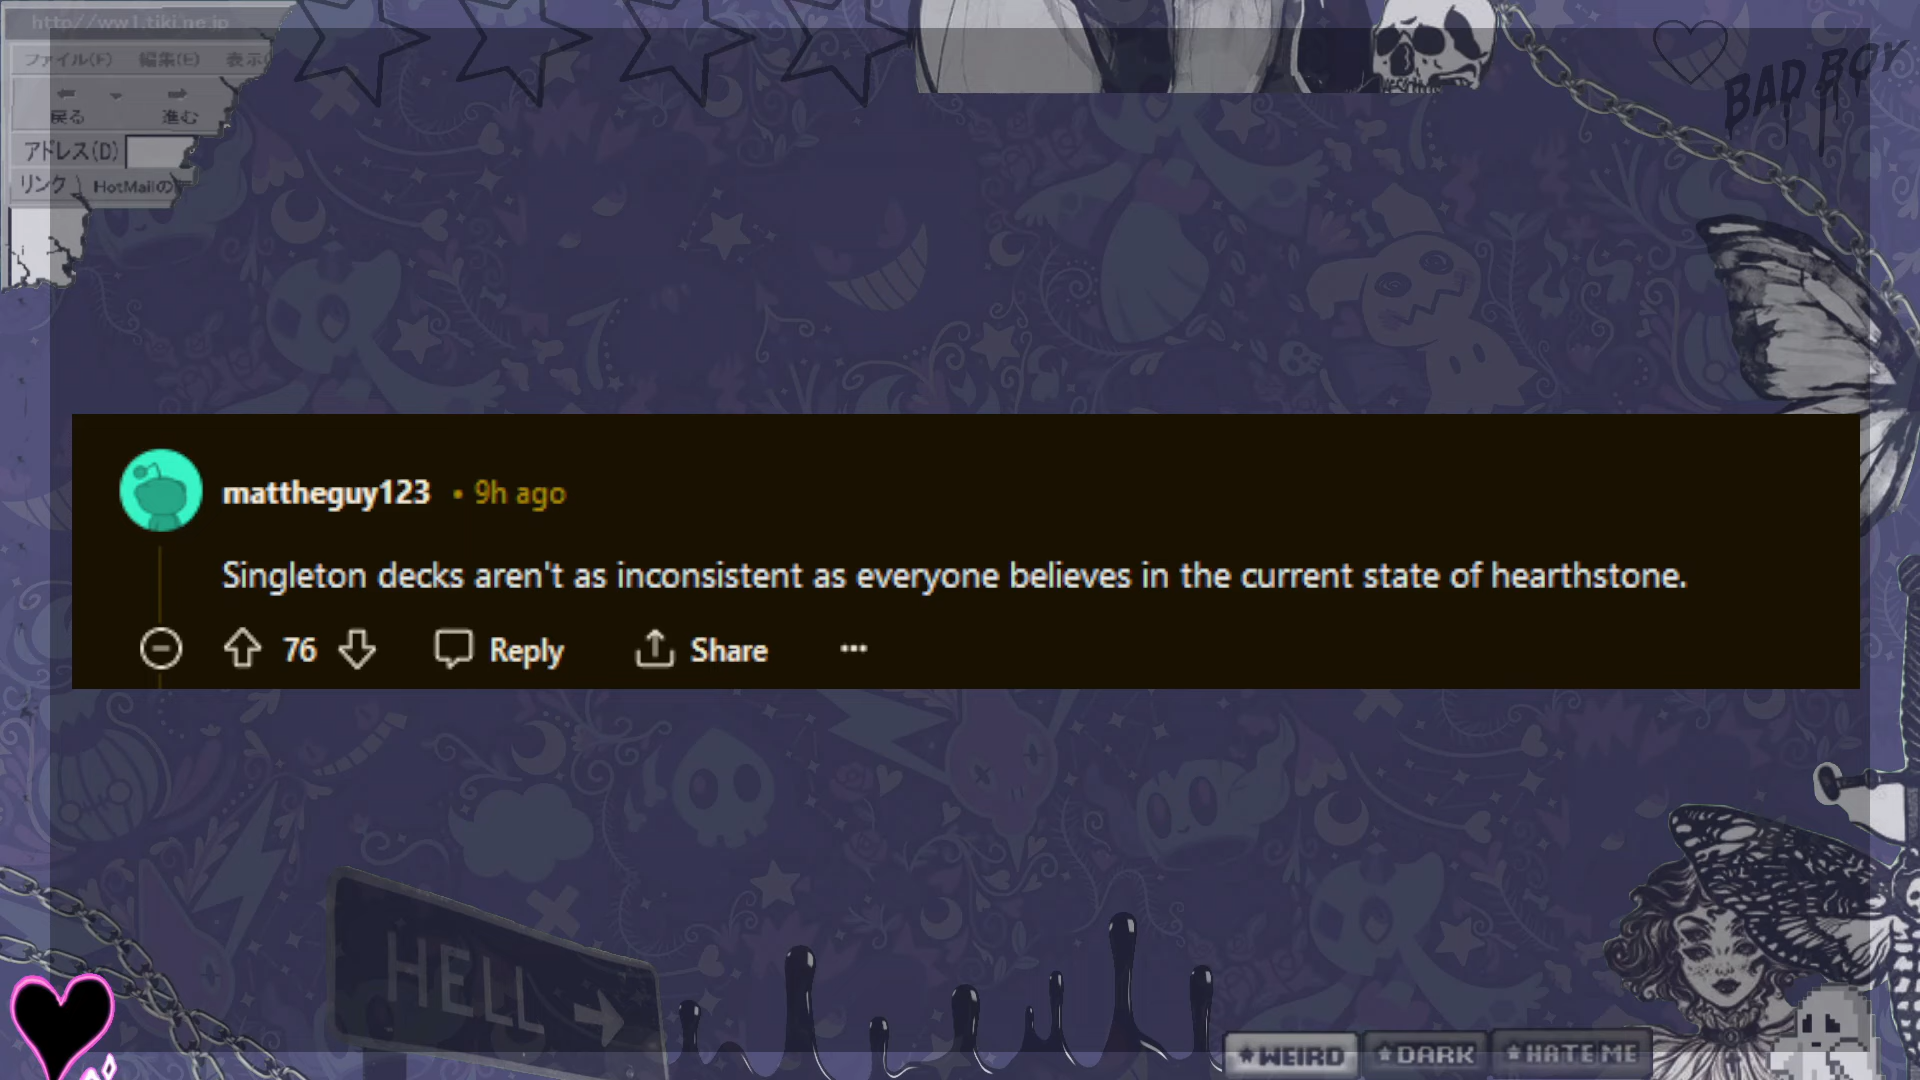 http//ww1.tiki.ne.jp
ファイル(F) 編集(E) 表示(
戻る 進む
アドレス(D)
リンク HotMailの
BAD BOY
mattheguy123 • 9h ago
Singleton decks aren't as inconsistent as everyone believes in the current state of hearthstone.
76 Reply Share ...
HELL →
★WEIRD ★DARK ★HATE ME